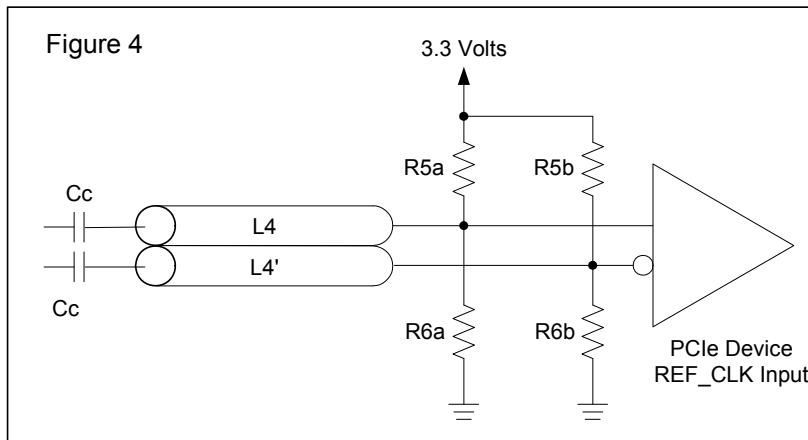 Figure 4
3.3 Volts
R5a
R5b
Cc
L4
L4'
Cc
R6a
R6b
PCIe Device
REF_CLK Input